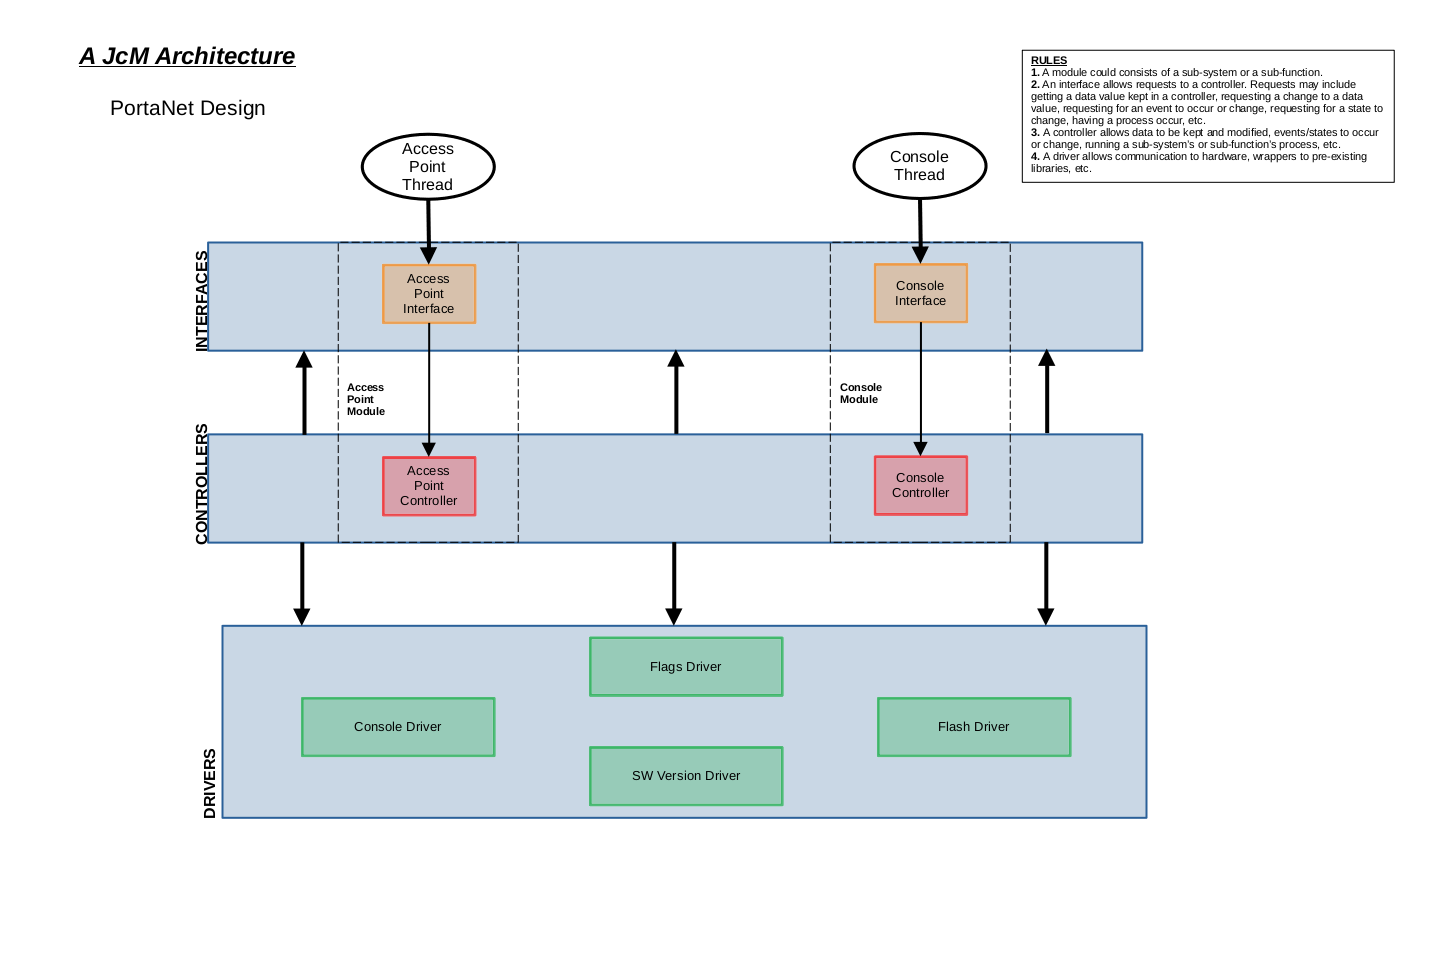 A JcM Architecture
PortaNet Design
RULES
1. A module could consists of a sub-system or a sub-function.
2. An interface allows requests to a controller. Requests may include
getting a data value kept in a controller, requesting a change to a data
value, requesting for an event to occur or change, requesting for a state to
change, having a process occur, etc.
3. A controller allows data to be kept and modified, events/states to occur
or change, running a sub-system's or sub-function's process, etc.
4. A driver allows communication to hardware, wrappers to pre-existing
libraries, etc.
Access
Point
Thread
Console
Thread
INTERFACES
Access
Point
Interface
Console
Interface
Access
Point
Module
Console
Module
CONTROLLERS
Access
Point
Controller
Console
Controller
DRIVERS
Flags Driver
Console Driver
Flash Driver
SW Version Driver